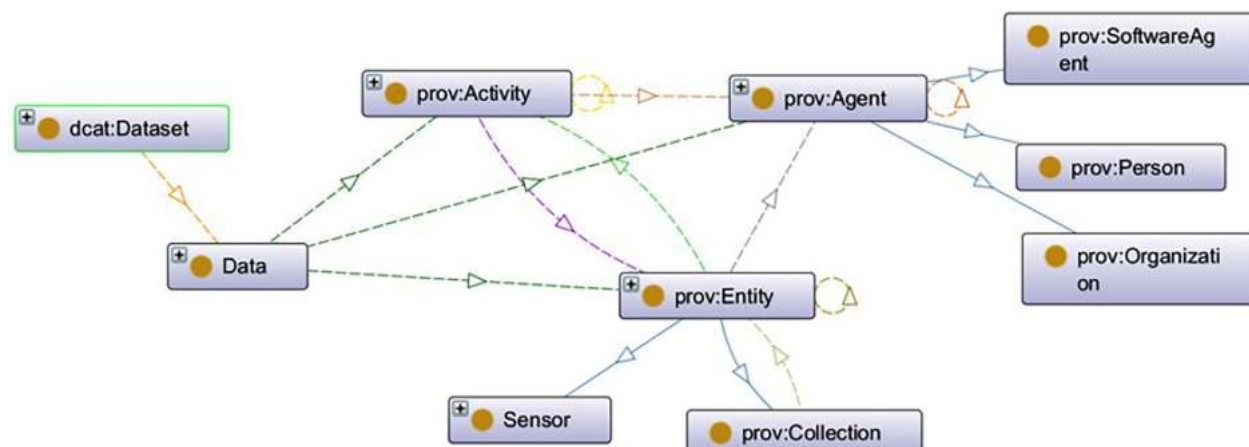 prov:SoftwareAg
ent
prov:Activity
prov:Agent
dcat:Dataset
prov:Person
Data
prov:Organizati
on
prov:Entity
Sensor
prov:Collection